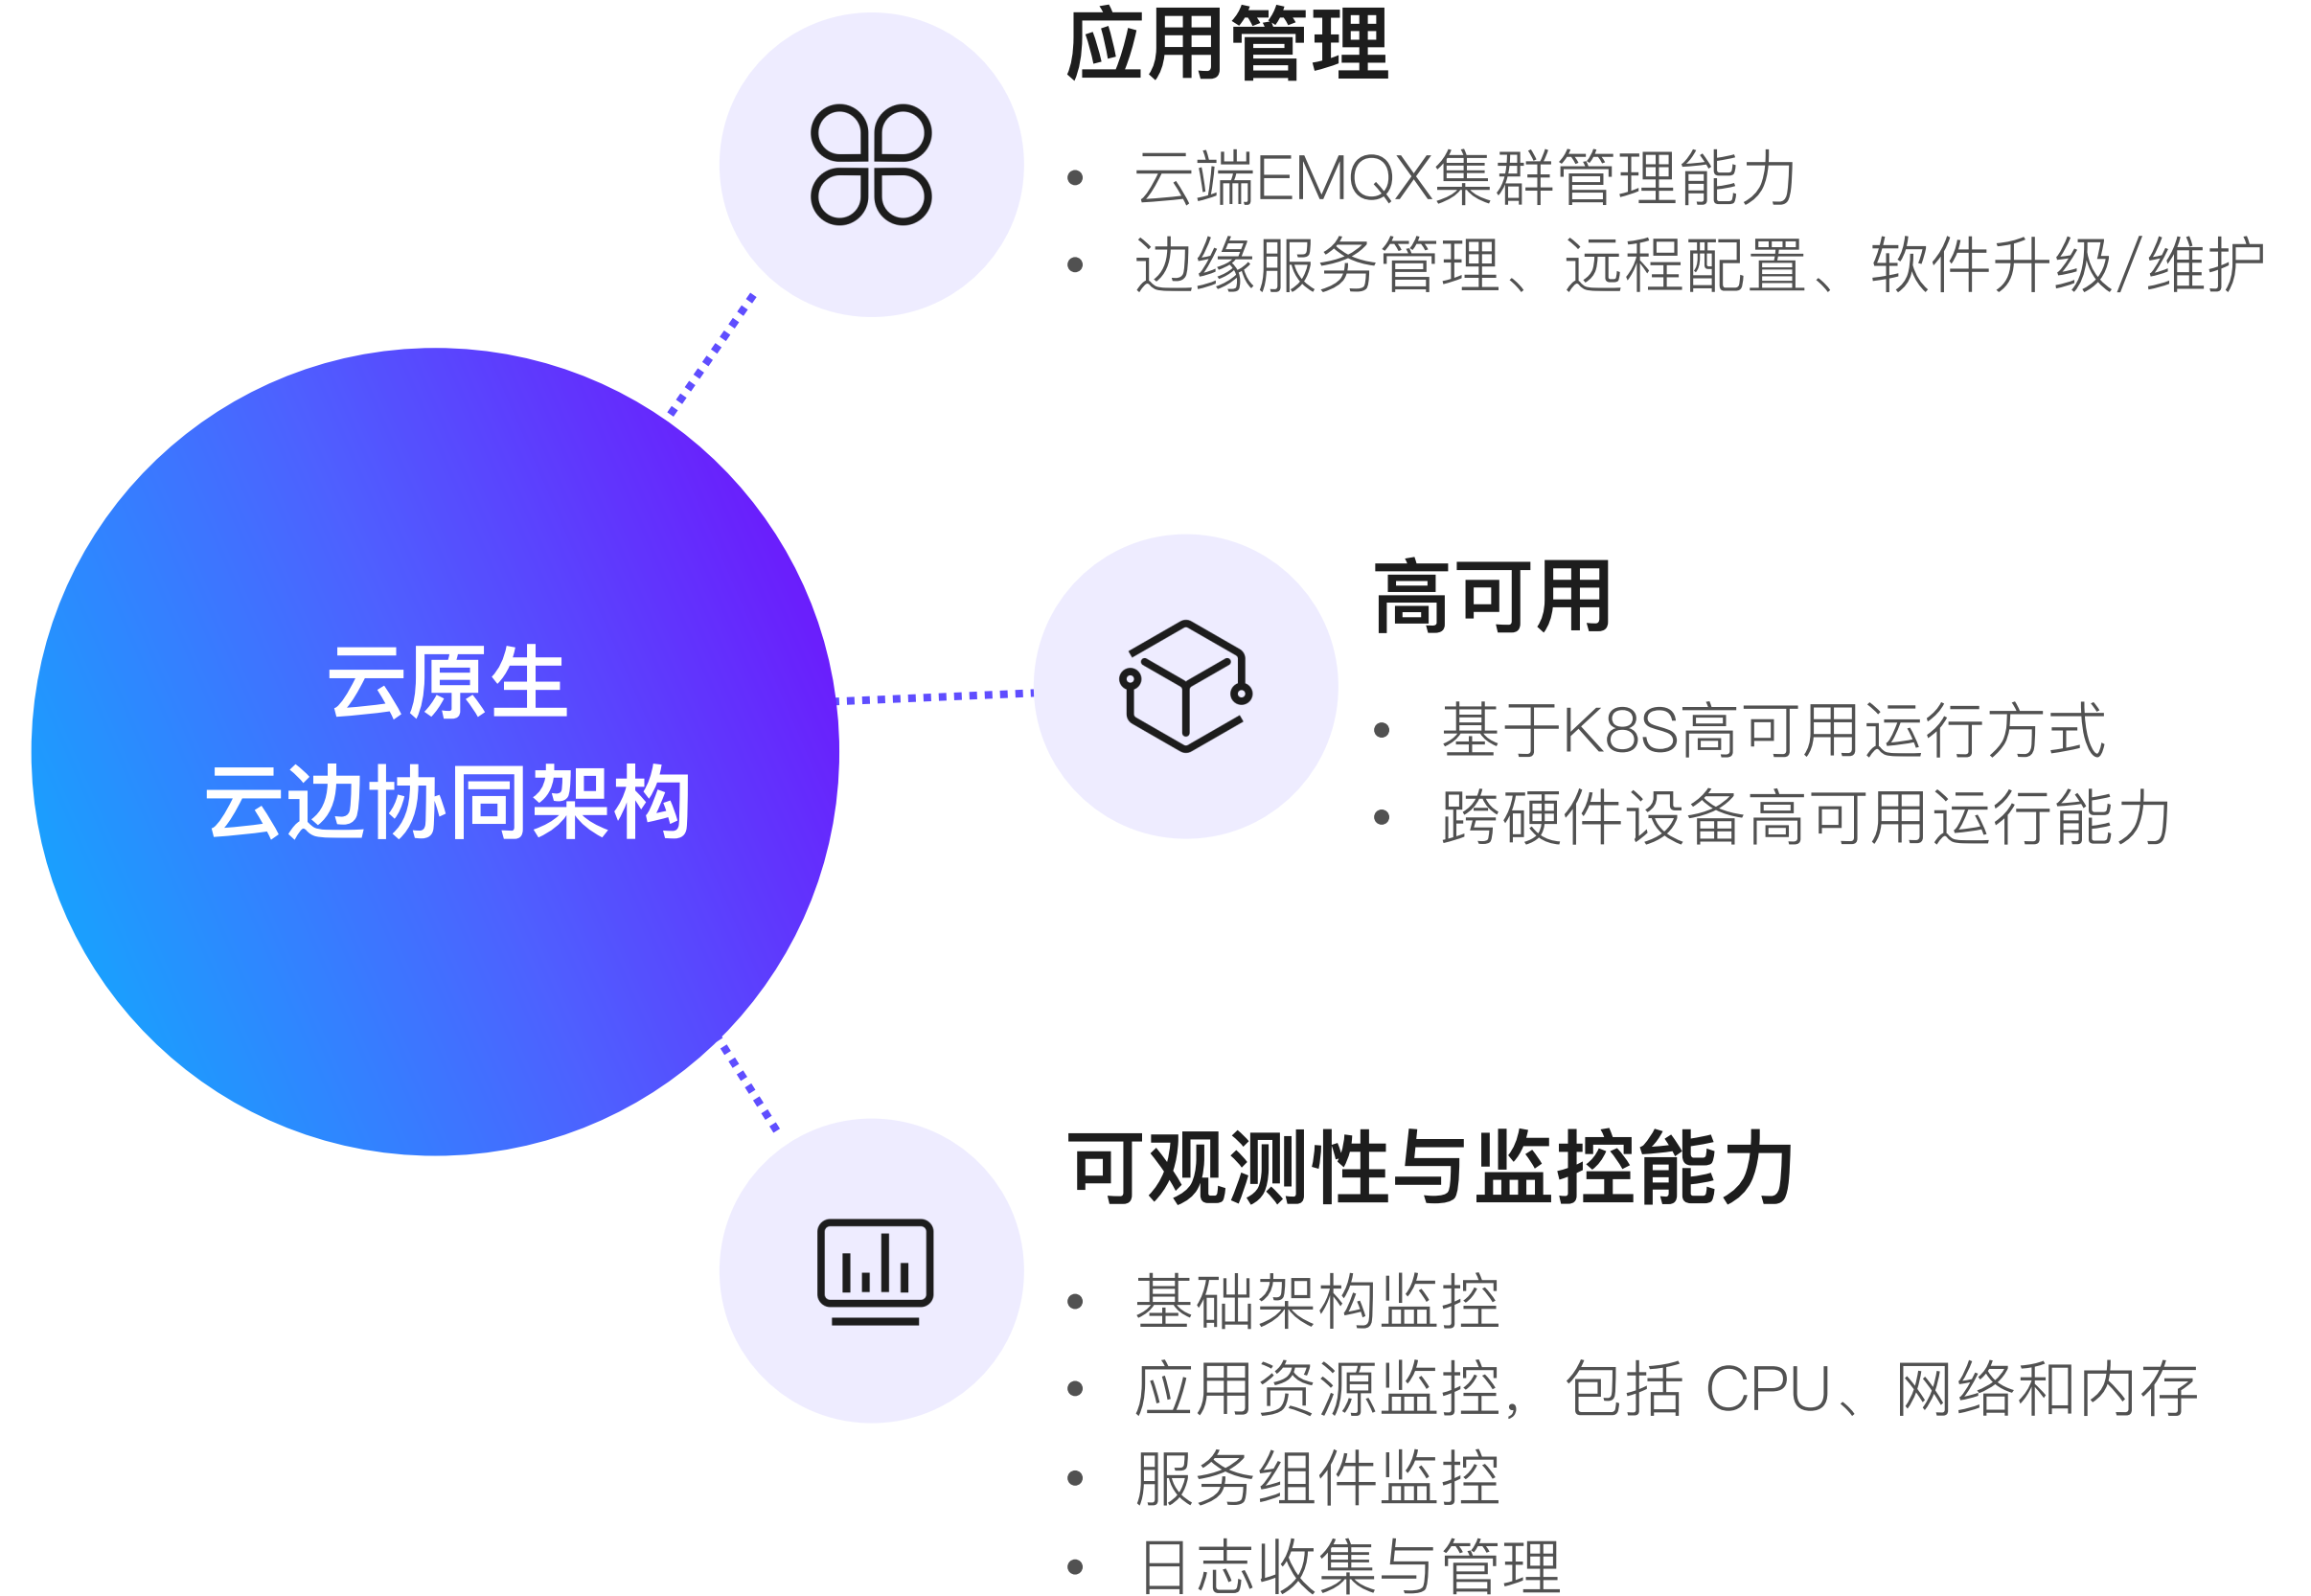 应用管理
云端EMQX集群管理能力
边缘服务管理、远程配置、软件升级/维护
云原生
云边协同架构
高可用
基于K8S高可用运行方式
跨硬件设备高可用运行能力
可观测性与监控能力
基础架构监控
应用资源监控，包括 CPU、网络和内存
服务组件监控
日志收集与管理